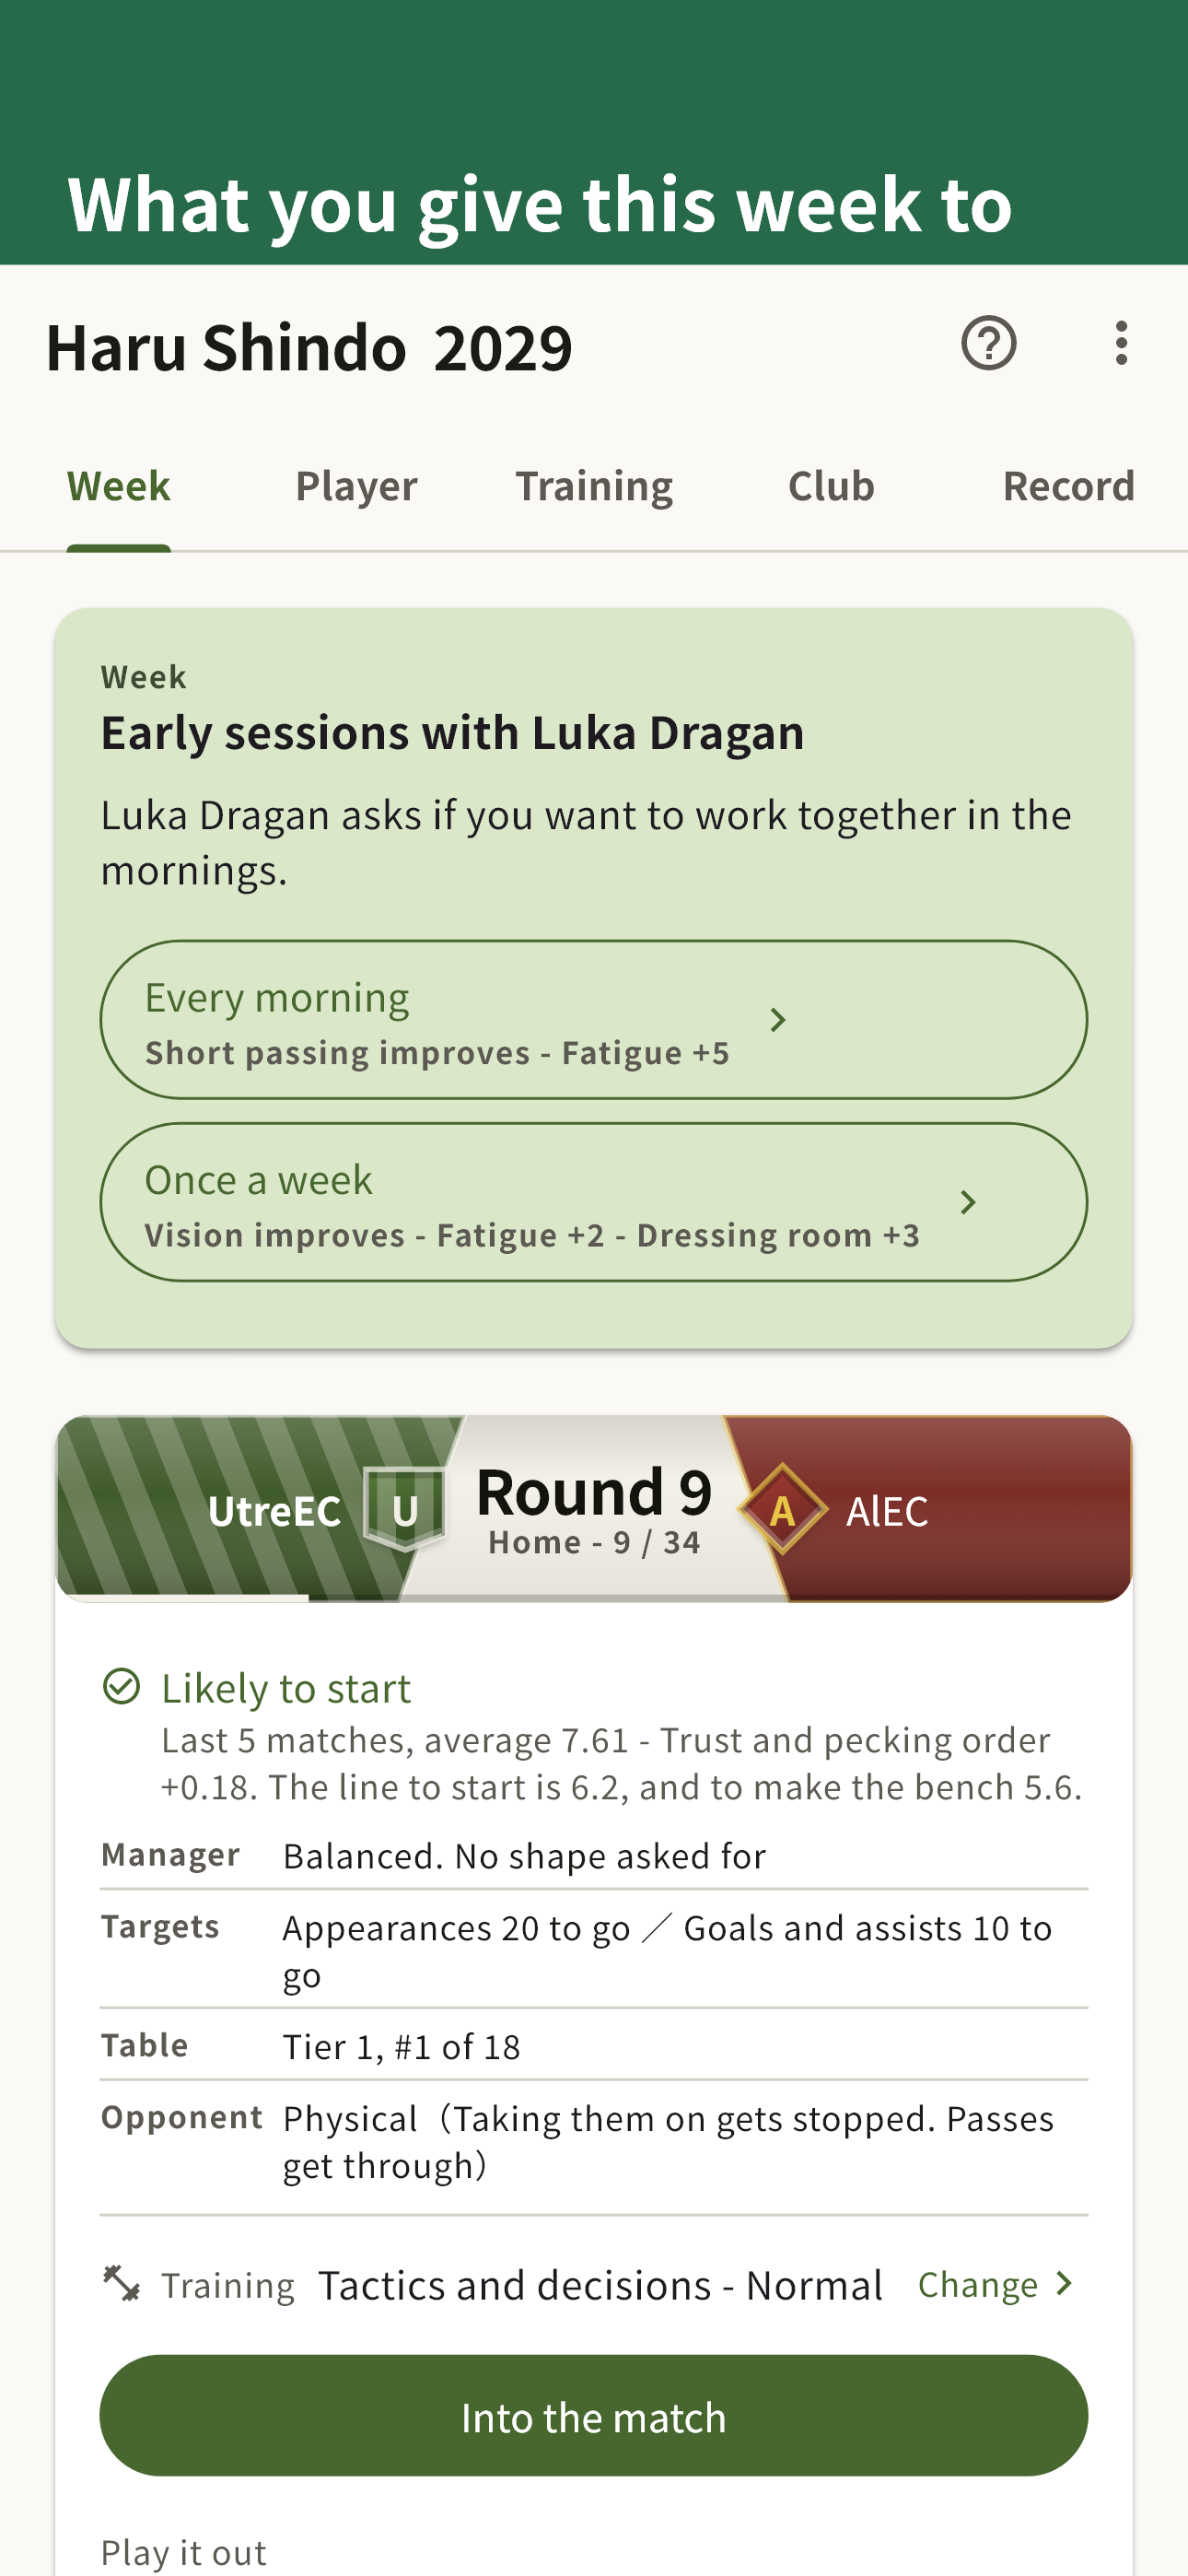 What you give this week to
Haru Shindo 2029
Week Player Training Club Record
Week
Early sessions with Luka Dragan
Luka Dragan asks if you want to work together in the
mornings.
Every morning
Short passing improves - Fatigue +5
Once a week
Vision improves - Fatigue +2 - Dressing room +3
UtreEC U Round 9 A AlEC
Home - 9 / 34
Likely to start
Last 5 matches, average 7.61 - Trust and pecking order
+0.18. The line to start is 6.2, and to make the bench 5.6.
Manager Balanced. No shape asked for
Targets Appearances 20 to go ／ Goals and assists 10 to
go
Table Tier 1, #1 of 18
Opponent Physical（Taking them on gets stopped. Passes
get through）
Training Tactics and decisions - Normal Change
Into the match
Play it out